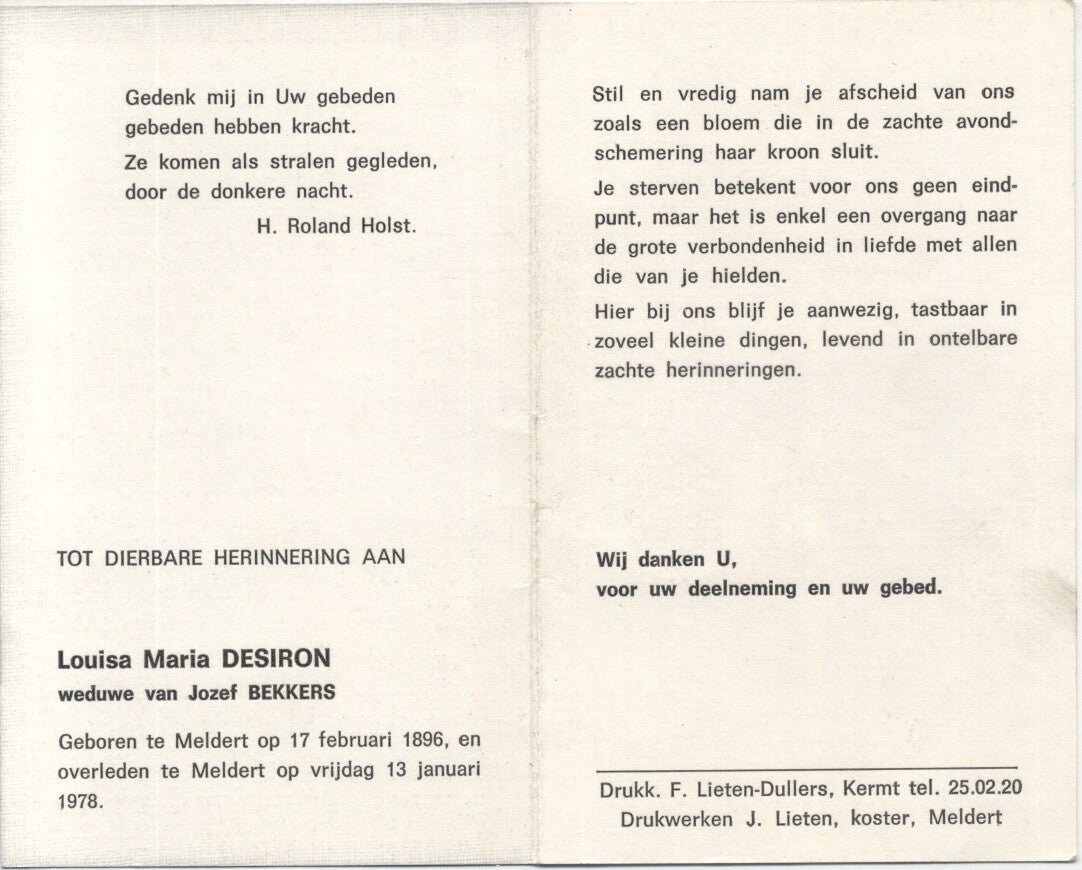 Gedenk mij in Uw gebeden
gebeden hebben kracht.
Ze komen als stralen gegleden,
door de donkere nacht.
H. Roland Holst.
TOT DIERBARE HERINNERING AAN
Louisa Maria DESIRON
weduwe van Jozef BEKKERS
Geboren te Meldert op 17 februari 1896, en
overleden te Meldert op vrijdag 13 januari
1978.
Stil en vredig nam je afscheid van ons
zoals een bloem die in de zachte avond-
schemering haar kroon sluit.
Je sterven betekent voor ons geen eind-
punt, maar het is enkel een overgang naar
de grote verbondenheid in liefde met allen
die van je hielden.
Hier bij ons blijf je aanwezig, tastbaar in
zoveel kleine dingen, levend in ontelbare
zachte herinneringen.
Wij danken U,
voor uw deelneming en uw gebed.
Drukk. F. Lieten-Dullers, Kermt tel. 25.02.20
Drukwerken J. Lieten, koster, Meldert